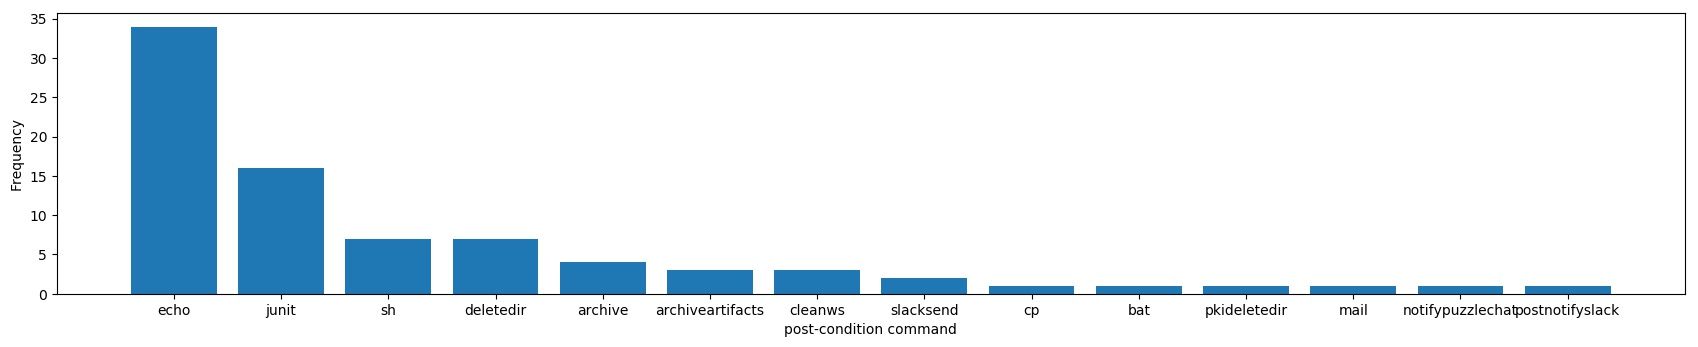 35
30
25
20
15
10
5
0
Frequency
echo junit sh deletedir archive archiveartifacts cleanws slacksend cp bat pkideletedir mail notifypuzzlechat postnotifyslack
post-condition command